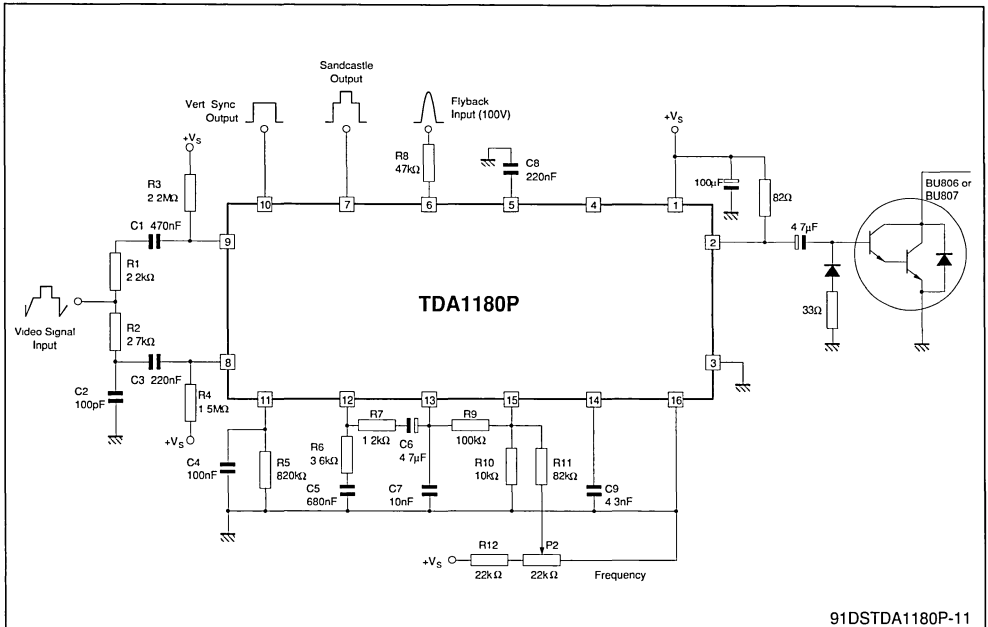 Sandcastle
Output
Vert Sync
Output
Flyback
Input (100V)
+VS
+VS
R3
2 2MΩ
R8
47kΩ
C8
220nF
100μF
82Ω
BU806 or
BU807
10
7
6
5
4
1
C1 470nF
9
2
4 7μF
R1
2 2kΩ
TDA1180P
Video Signal
Input
R2
2 7kΩ
33Ω
8
3
C2
100pF
C3 220nF
R4
1 5MΩ
+VS
11
12
13
15
14
16
R7
1 2kΩ
R9
100kΩ
C6
4 7μF
C4
100nF
R5
820kΩ
R6
3 6kΩ
C5
680nF
C7
10nF
R10
10kΩ
R11
82kΩ
C9
4 3nF
+VS
R12
22kΩ
P2
22kΩ
Frequency
91DSTDA1180P-11